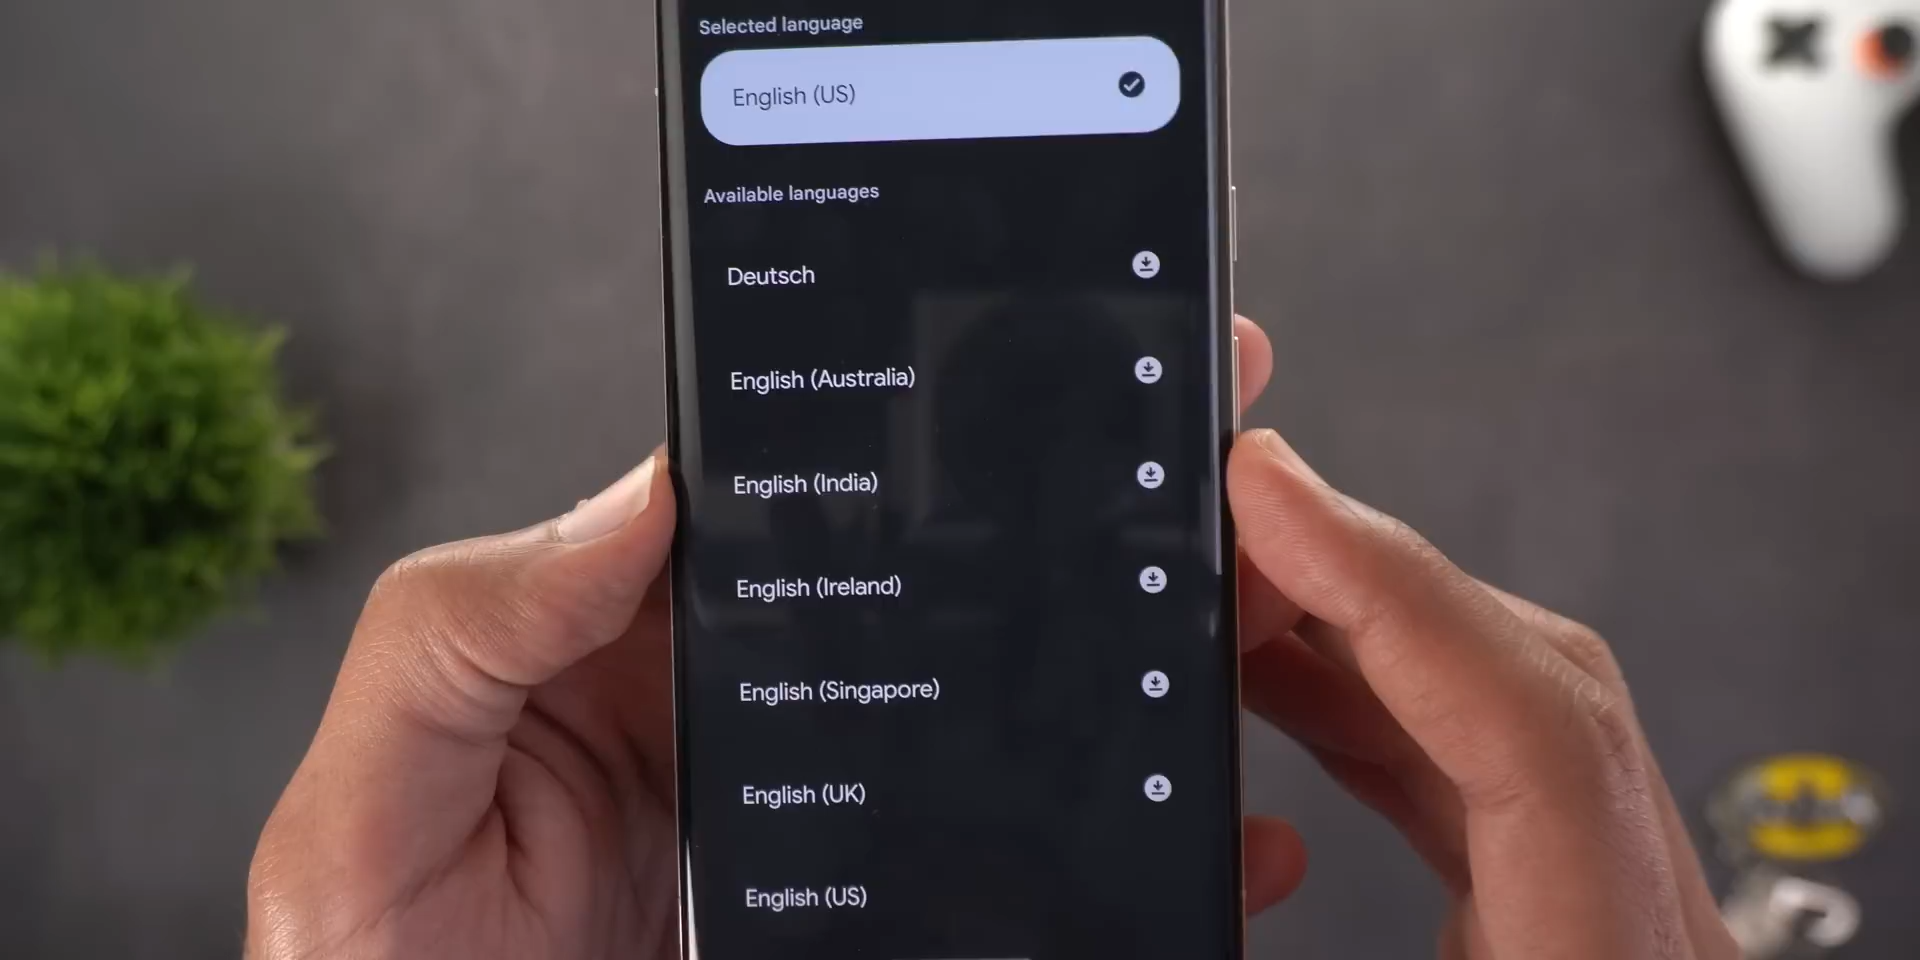 Selected language
English (US)
Available languages
Deutsch
English (Australia)
English (India)
English (Ireland)
English (Singapore)
English (UK)
English (US)